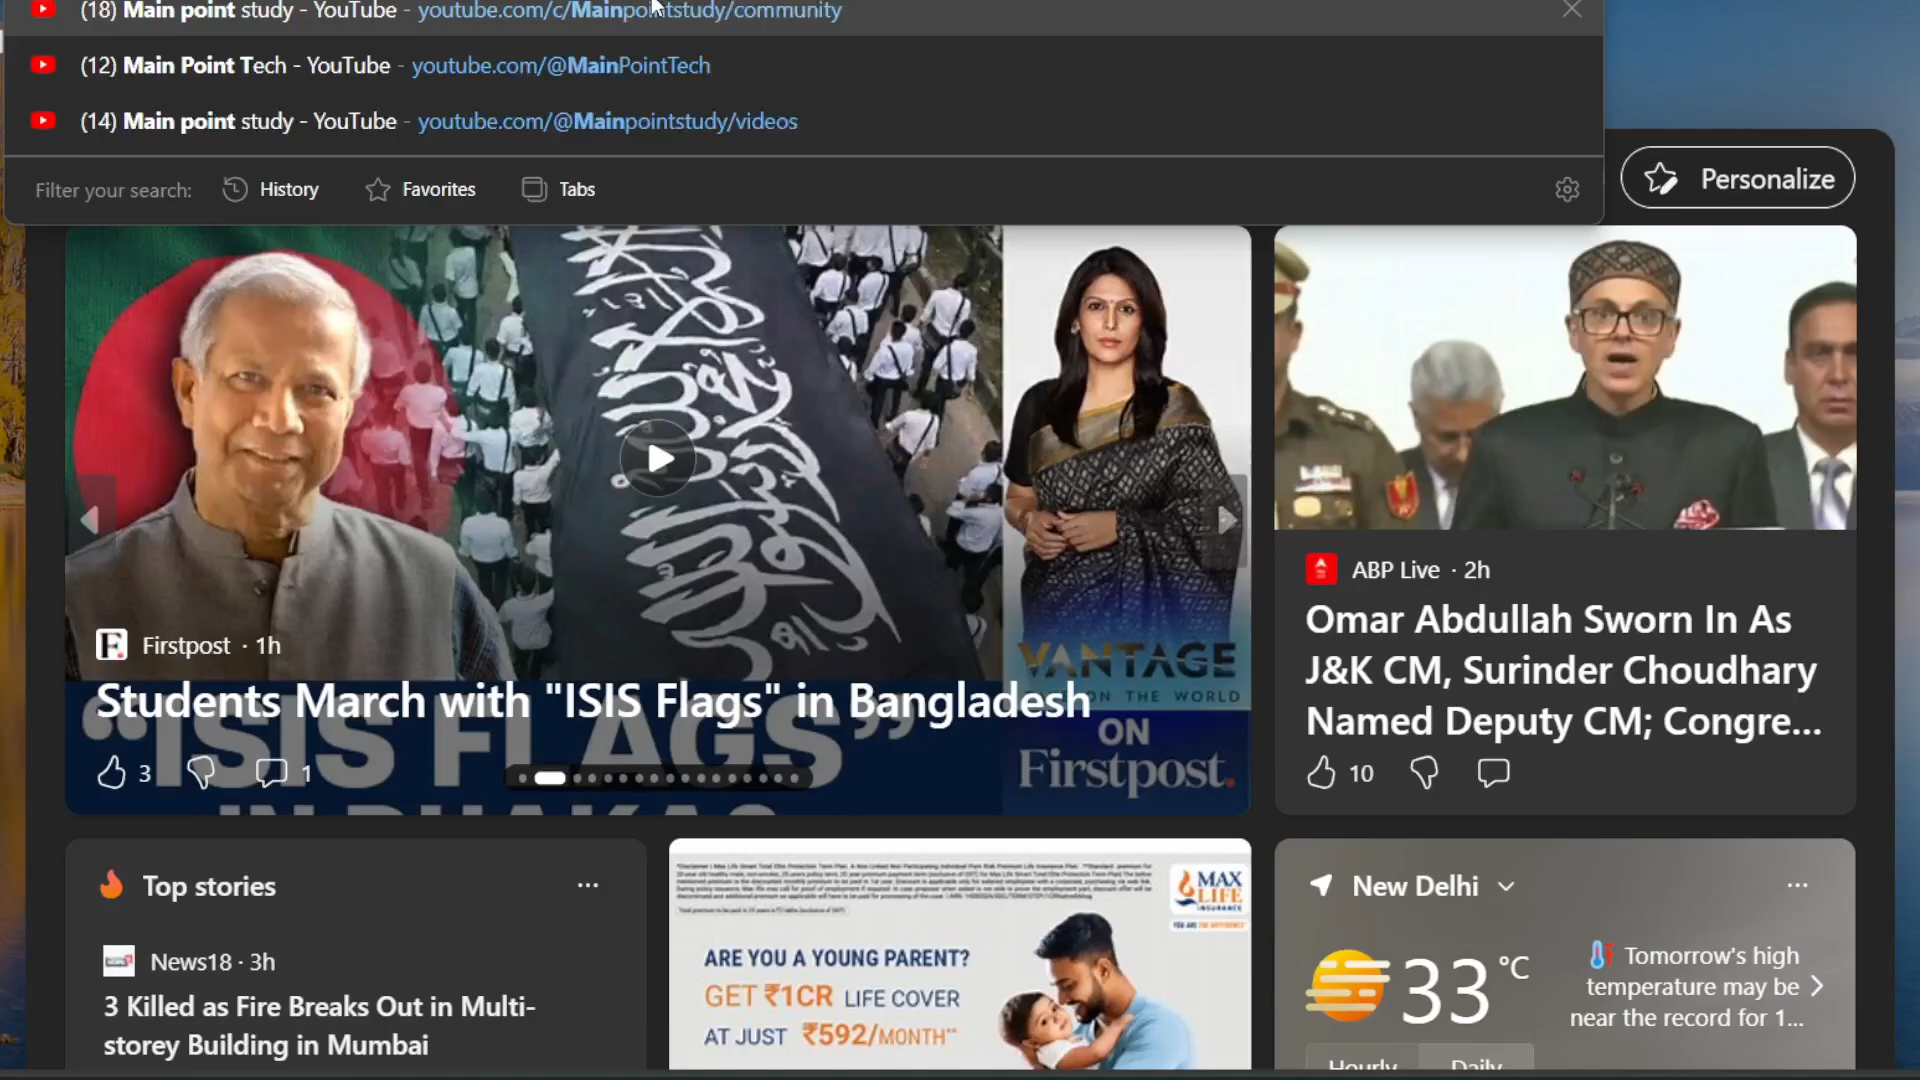 (18) Main point study - YouTube - youtube.com/c/Mainpointstudy/community
(12) Main Point Tech - YouTube - youtube.com/@MainPointTech
(14) Main point study - YouTube - youtube.com/@Mainpointstudy/videos
Filter your search: History Favorites Tabs
Personalize
VANTAGE
ON THE WORLD
ON
Firstpost.
Firstpost · 1h
Students March with "ISIS Flags" in Bangladesh
"ISIS FLAGS"
3 1
ABP Live · 2h
Omar Abdullah Sworn In As
J&K CM, Surinder Choudhary
Named Deputy CM; Congre...
10
Top stories
News18 · 3h
3 Killed as Fire Breaks Out in Multi-
storey Building in Mumbai
MAX
LIFE
INSURANCE
ARE YOU A YOUNG PARENT?
GET ₹1CR LIFE COVER
AT JUST ₹592/MONTH**
New Delhi
33 °C
Tomorrow's high
temperature may be
near the record for 1...
Hourly Daily